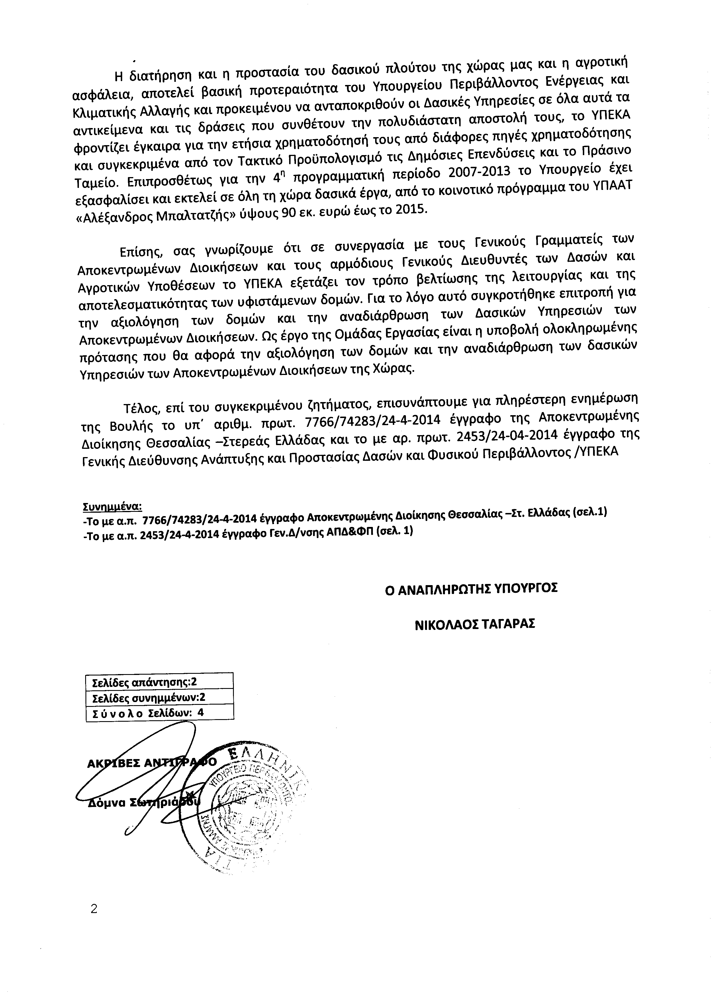 Η διατήρηση και η προστασία του δασικού πλούτου της χώρας μας και η αγροτική
ασφάλεια, αποτελεί βασική προτεραιότητα του Υπουργείου Περιβάλλοντος Ενέργειας και
Κλιματικής Αλλαγής και προκειμένου να ανταποκριθούν οι Δασικές Υπηρεσίες σε όλα αυτά τα
αντικείμενα και τις δράσεις που συνθέτουν την πολυδιάστατη αποστολή τους, το ΥΠΕΚΑ
φροντίζει έγκαιρα για την ετήσια χρηματοδότησή τους από διάφορες πηγές χρηματοδότησης
και συγκεκριμένα από τον Τακτικό Προϋπολογισμό τις Δημόσιες Επενδύσεις και το Πράσινο
Ταμείο. Επιπροσθέτως για την 4η προγραμματική περίοδο 2007-2013 το Υπουργείο έχει
εξασφαλίσει και εκτελεί σε όλη τη χώρα δασικά έργα, από το κοινοτικό πρόγραμμα του ΥΠΑΑΤ
«Αλέξανδρος Μπαλτατζής» ύψους 90 εκ. ευρώ έως το 2015.
Επίσης, σας γνωρίζουμε ότι σε συνεργασία με τους Γενικούς Γραμματείς των
Αποκεντρωμένων Διοικήσεων και τους αρμόδιους Γενικούς Διευθυντές των Δασών και
Αγροτικών Υποθέσεων το ΥΠΕΚΑ εξετάζει τον τρόπο βελτίωσης της λειτουργίας και της
αποτελεσματικότητας των υφιστάμενων δομών. Για το λόγο αυτό συγκροτήθηκε επιτροπή για
την αξιολόγηση των δομών και την αναδιάρθρωση των Δασικών Υπηρεσιών των
Αποκεντρωμένων Διοικήσεων. Ως έργο της Ομάδας Εργασίας είναι η υποβολή ολοκληρωμένης
πρότασης που θα αφορά την αξιολόγηση των δομών και την αναδιάρθρωση των δασικών
Υπηρεσιών των Αποκεντρωμένων Διοικήσεων της Χώρας.
Τέλος, επί του συγκεκριμένου ζητήματος, επισυνάπτουμε για πληρέστερη ενημέρωση
της Βουλής το υπ' αριθμ. πρωτ. 7766/74283/24-4-2014 έγγραφο της Αποκεντρωμένης
Διοίκησης Θεσσαλίας –Στερεάς Ελλάδας και το με αρ. πρωτ. 2453/24-04-2014 έγγραφο της
Γενικής Διεύθυνσης Ανάπτυξης και Προστασίας Δασών και Φυσικού Περιβάλλοντος /ΥΠΕΚΑ
Συνημμένα:
-Το με α.π. 7766/74283/24-4-2014 έγγραφο Αποκεντρωμένης Διοίκησης Θεσσαλίας –Στ. Ελλάδας (σελ.1)
-Το με α.π. 2453/24-4-2014 έγγραφο Γεν.Δ/νσης ΑΠΔ&ΦΠ (σελ. 1)
Ο ΑΝΑΠΛΗΡΩΤΗΣ ΥΠΟΥΡΓΟΣ
ΝΙΚΟΛΑΟΣ ΤΑΓΑΡΑΣ
Σελίδες απάντησης:2
Σελίδες συνημμένων:2
Σ ύ ν ο λ ο Σελίδων: 4
ΑΚΡΙΒΕΣ ΑΝΤΙΓΡΑΦΟ
Δόμνα Σωτηριάδου
ΥΠΟΥΡΓΕΙΟ
ΑΛΛΑΓΗΣ
2